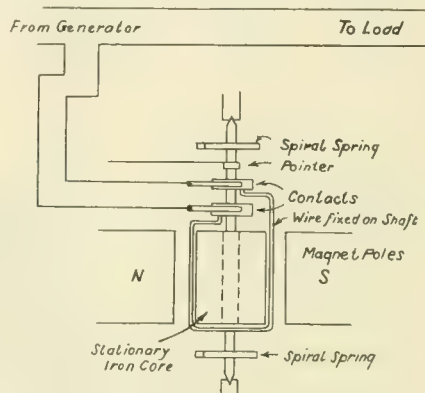 From Generator To Load
Spiral Spring
Pointer
Contacts
Wire fixed on Shaft
Magnet Poles
N S
Stationary
Iron Core
Spiral Spring